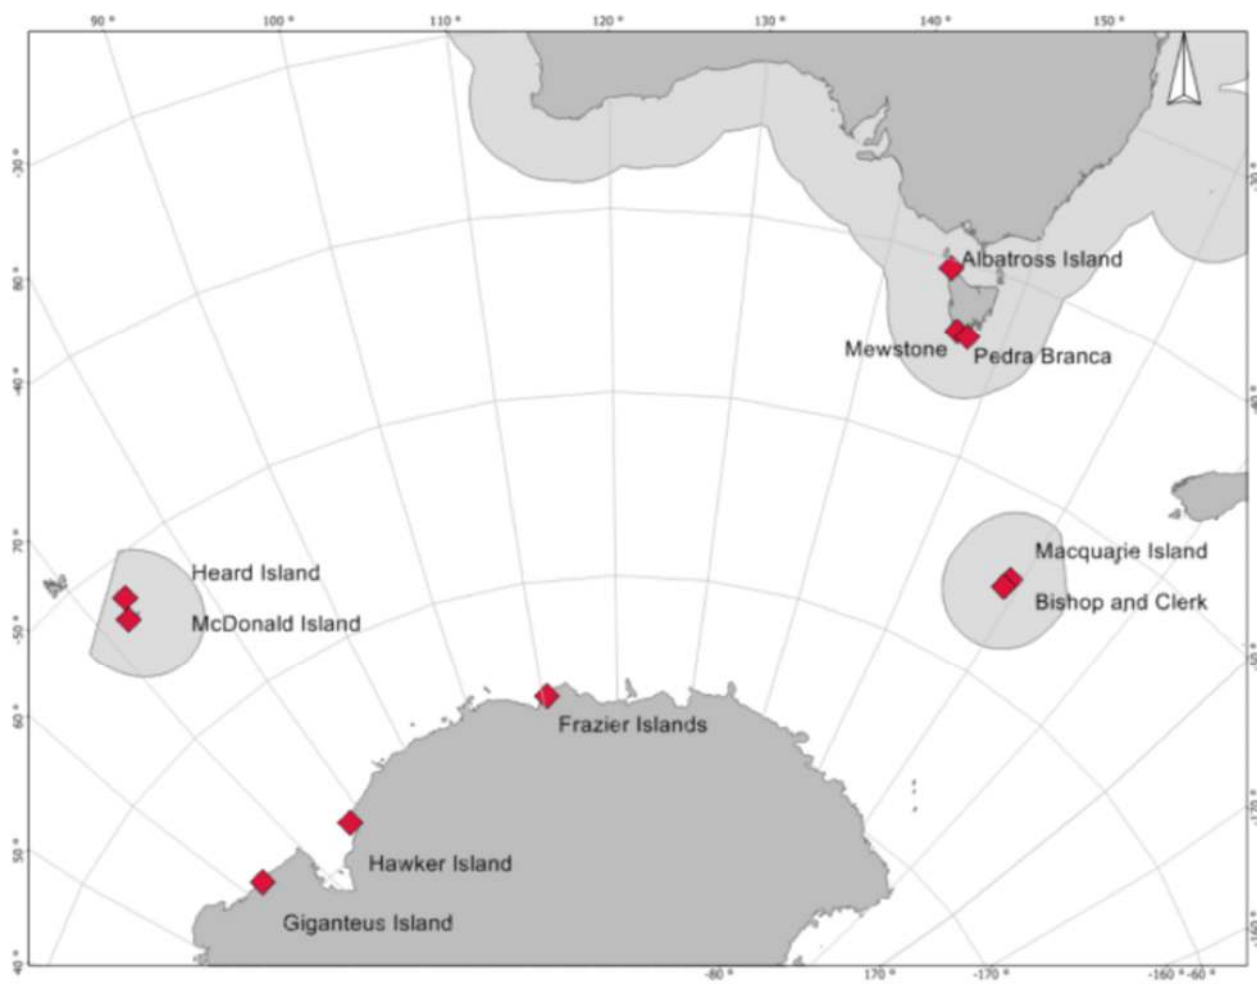 90 °
100 °
110 °
120 °
130 °
140 °
150 °
-30 °
-30 °
Albatross Island
60 °
Mewstone
Pedra Branca
-40 °
-40 °
70 °
Macquarie Island
Heard Island
Bishop and Clerk
McDonald Island
-50 °
60 °
Frazier Islands
50 °
Hawker Island
Giganteus Island
40 °
-160 °
-80 °
170 °
-170 °
-160 °
-60 °